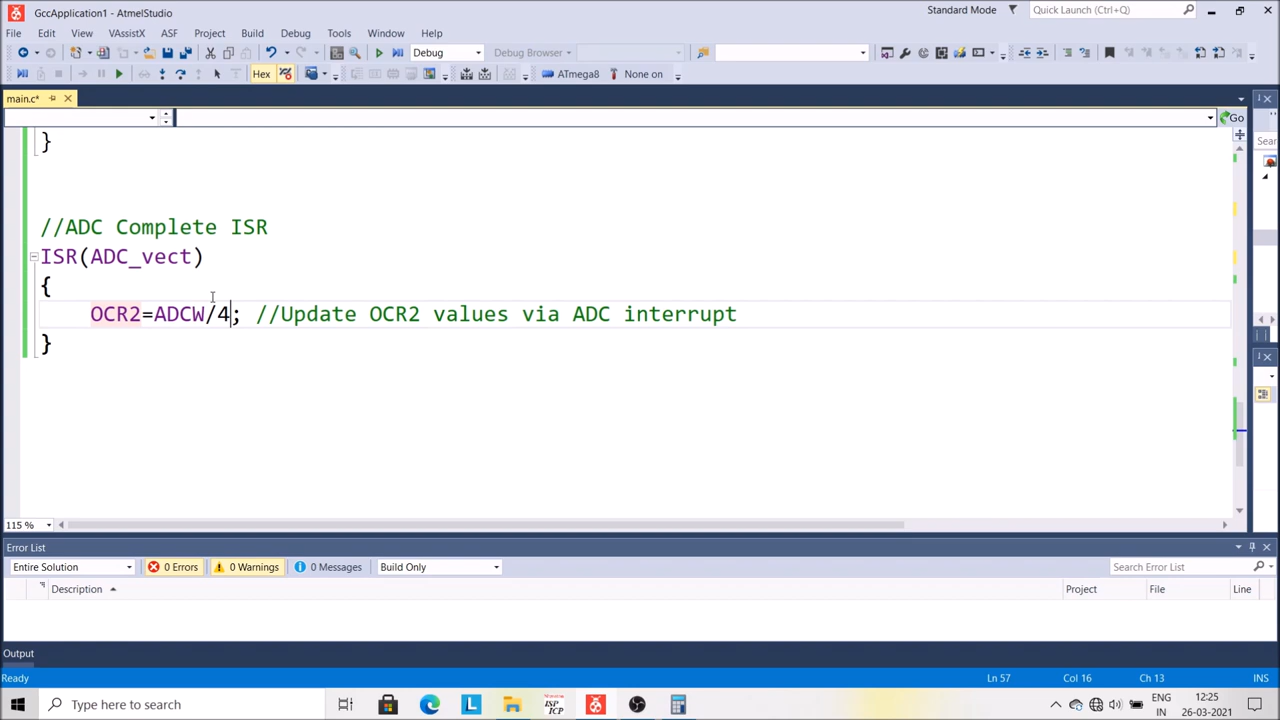 GccApplication1 - AtmelStudio
Standard Mode
Quick Launch (Ctrl+Q)
File Edit View VAssistX ASF Project Build Debug Tools Window Help
Debug
Debug Browser
Hex
ATmega8
None on
main.c*
Go
Sear
}
//ADC Complete ISR
ISR(ADC_vect)
{
OCR2=ADCW/4; //Update OCR2 values via ADC interrupt
}
115 %
Error List
Entire Solution
0 Errors
0 Warnings
0 Messages
Build Only
Search Error List
Description
Project
File
Line
Output
Ready
Ln 57
Col 16
Ch 13
INS
Type here to search
L
ISP
ICP
ENG
IN
12:25
26-03-2021